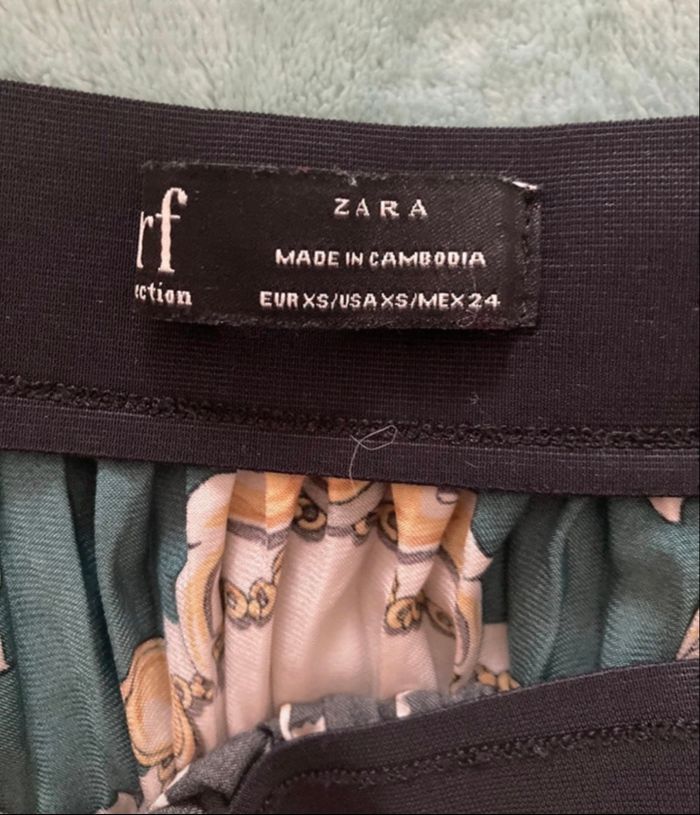 rf
ction
ZARA
MADE IN CAMBODIA
EUR XS/USA XS/MEX 24